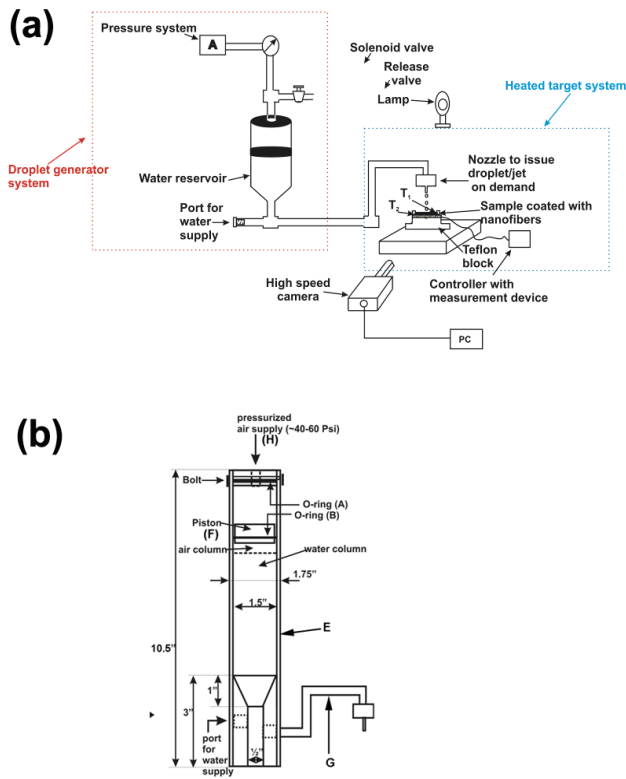 (a)
Pressure system
A
Solenoid valve
Release
valve
Lamp
Heated target system
Droplet generator
system
Water reservoir
Nozzle to issue
droplet/jet
on demand
T1
T2
Sample coated with
nanofibers
Port for
water
supply
Teflon
block
High speed
camera
Controller with
measurement device
PC
(b)
pressurized
air supply (~40-60 Psi)
(H)
Bolt
O-ring (A)
O-ring (B)
Piston
(F)
air column
water column
1.75”
1.5”
E
10.5”
1”
3”
port
for
water
supply
½”
G